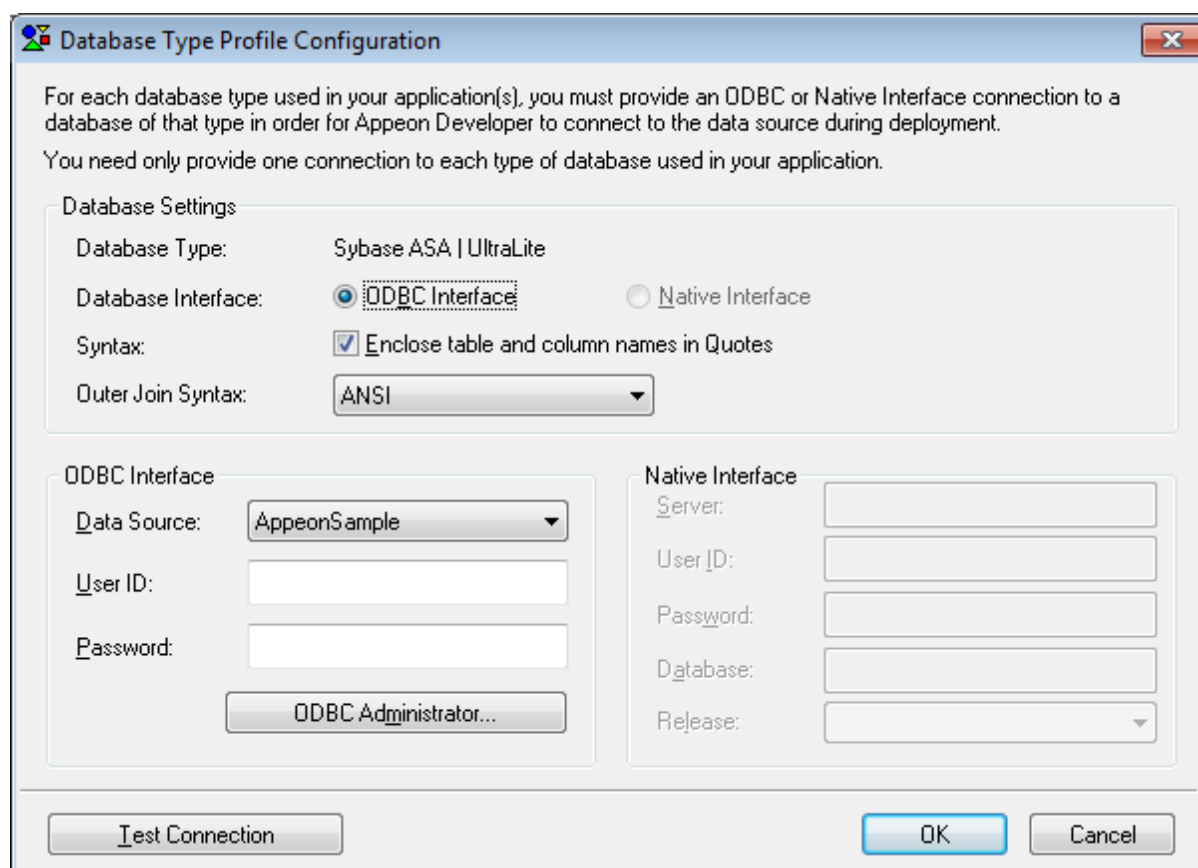 Database Type Profile Configuration
For each database type used in your application(s), you must provide an ODBC or Native Interface connection to a
database of that type in order for Appeon Developer to connect to the data source during deployment.
You need only provide one connection to each type of database used in your application.
Database Settings
Database Type: Sybase ASA | UltraLite
Database Interface: ODBC Interface Native Interface
Syntax: Enclose table and column names in Quotes
Outer Join Syntax: ANSI
ODBC Interface
Data Source: AppeonSample
User ID:
Password:
ODBC Administrator...
Native Interface
Server:
User ID:
Password:
Database:
Release:
Test Connection OK Cancel